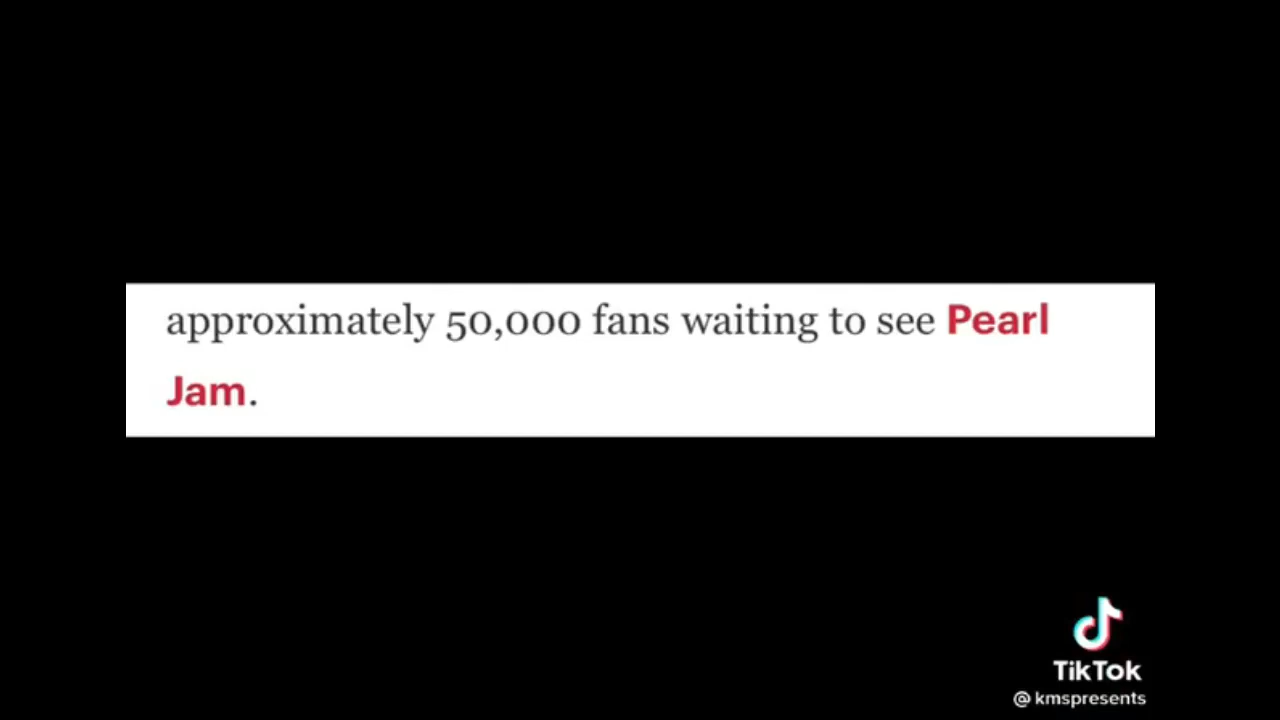 approximately 50,000 fans waiting to see Pearl
Jam.
TikTok
@kmspresents